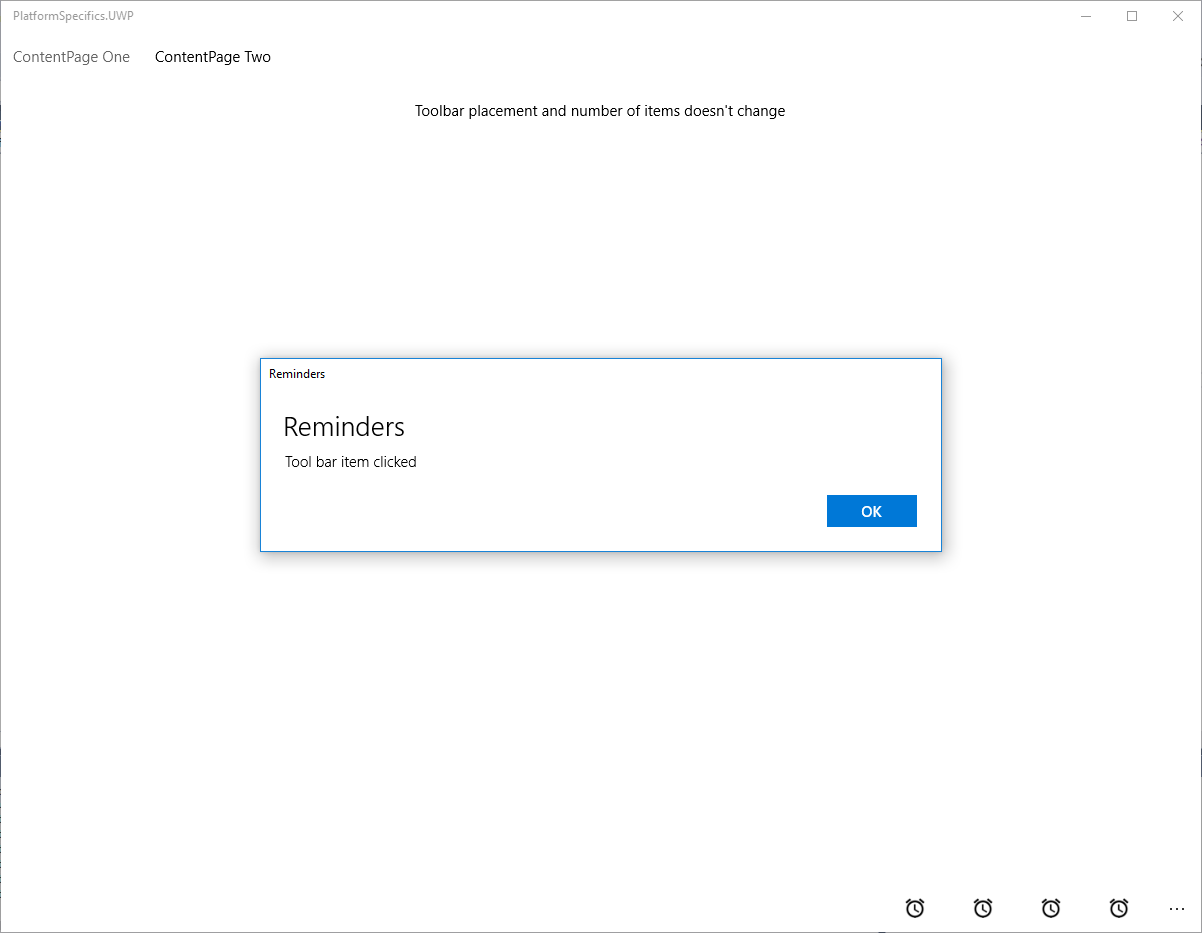 PlatformSpecifics.UWP
ContentPage One
ContentPage Two
Toolbar placement and number of items doesn't change
Reminders
Reminders
Tool bar item clicked
OK